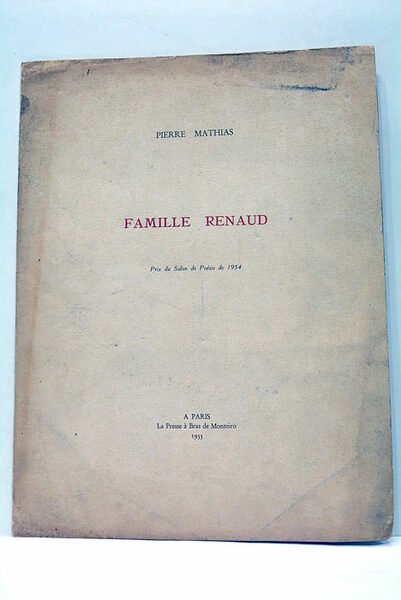 PIERRE MATHIAS
FAMILLE RENAUD
Prix du Salon de Poésie de 1954
A PARIS
La Presse à Bras de Monteiro
1955